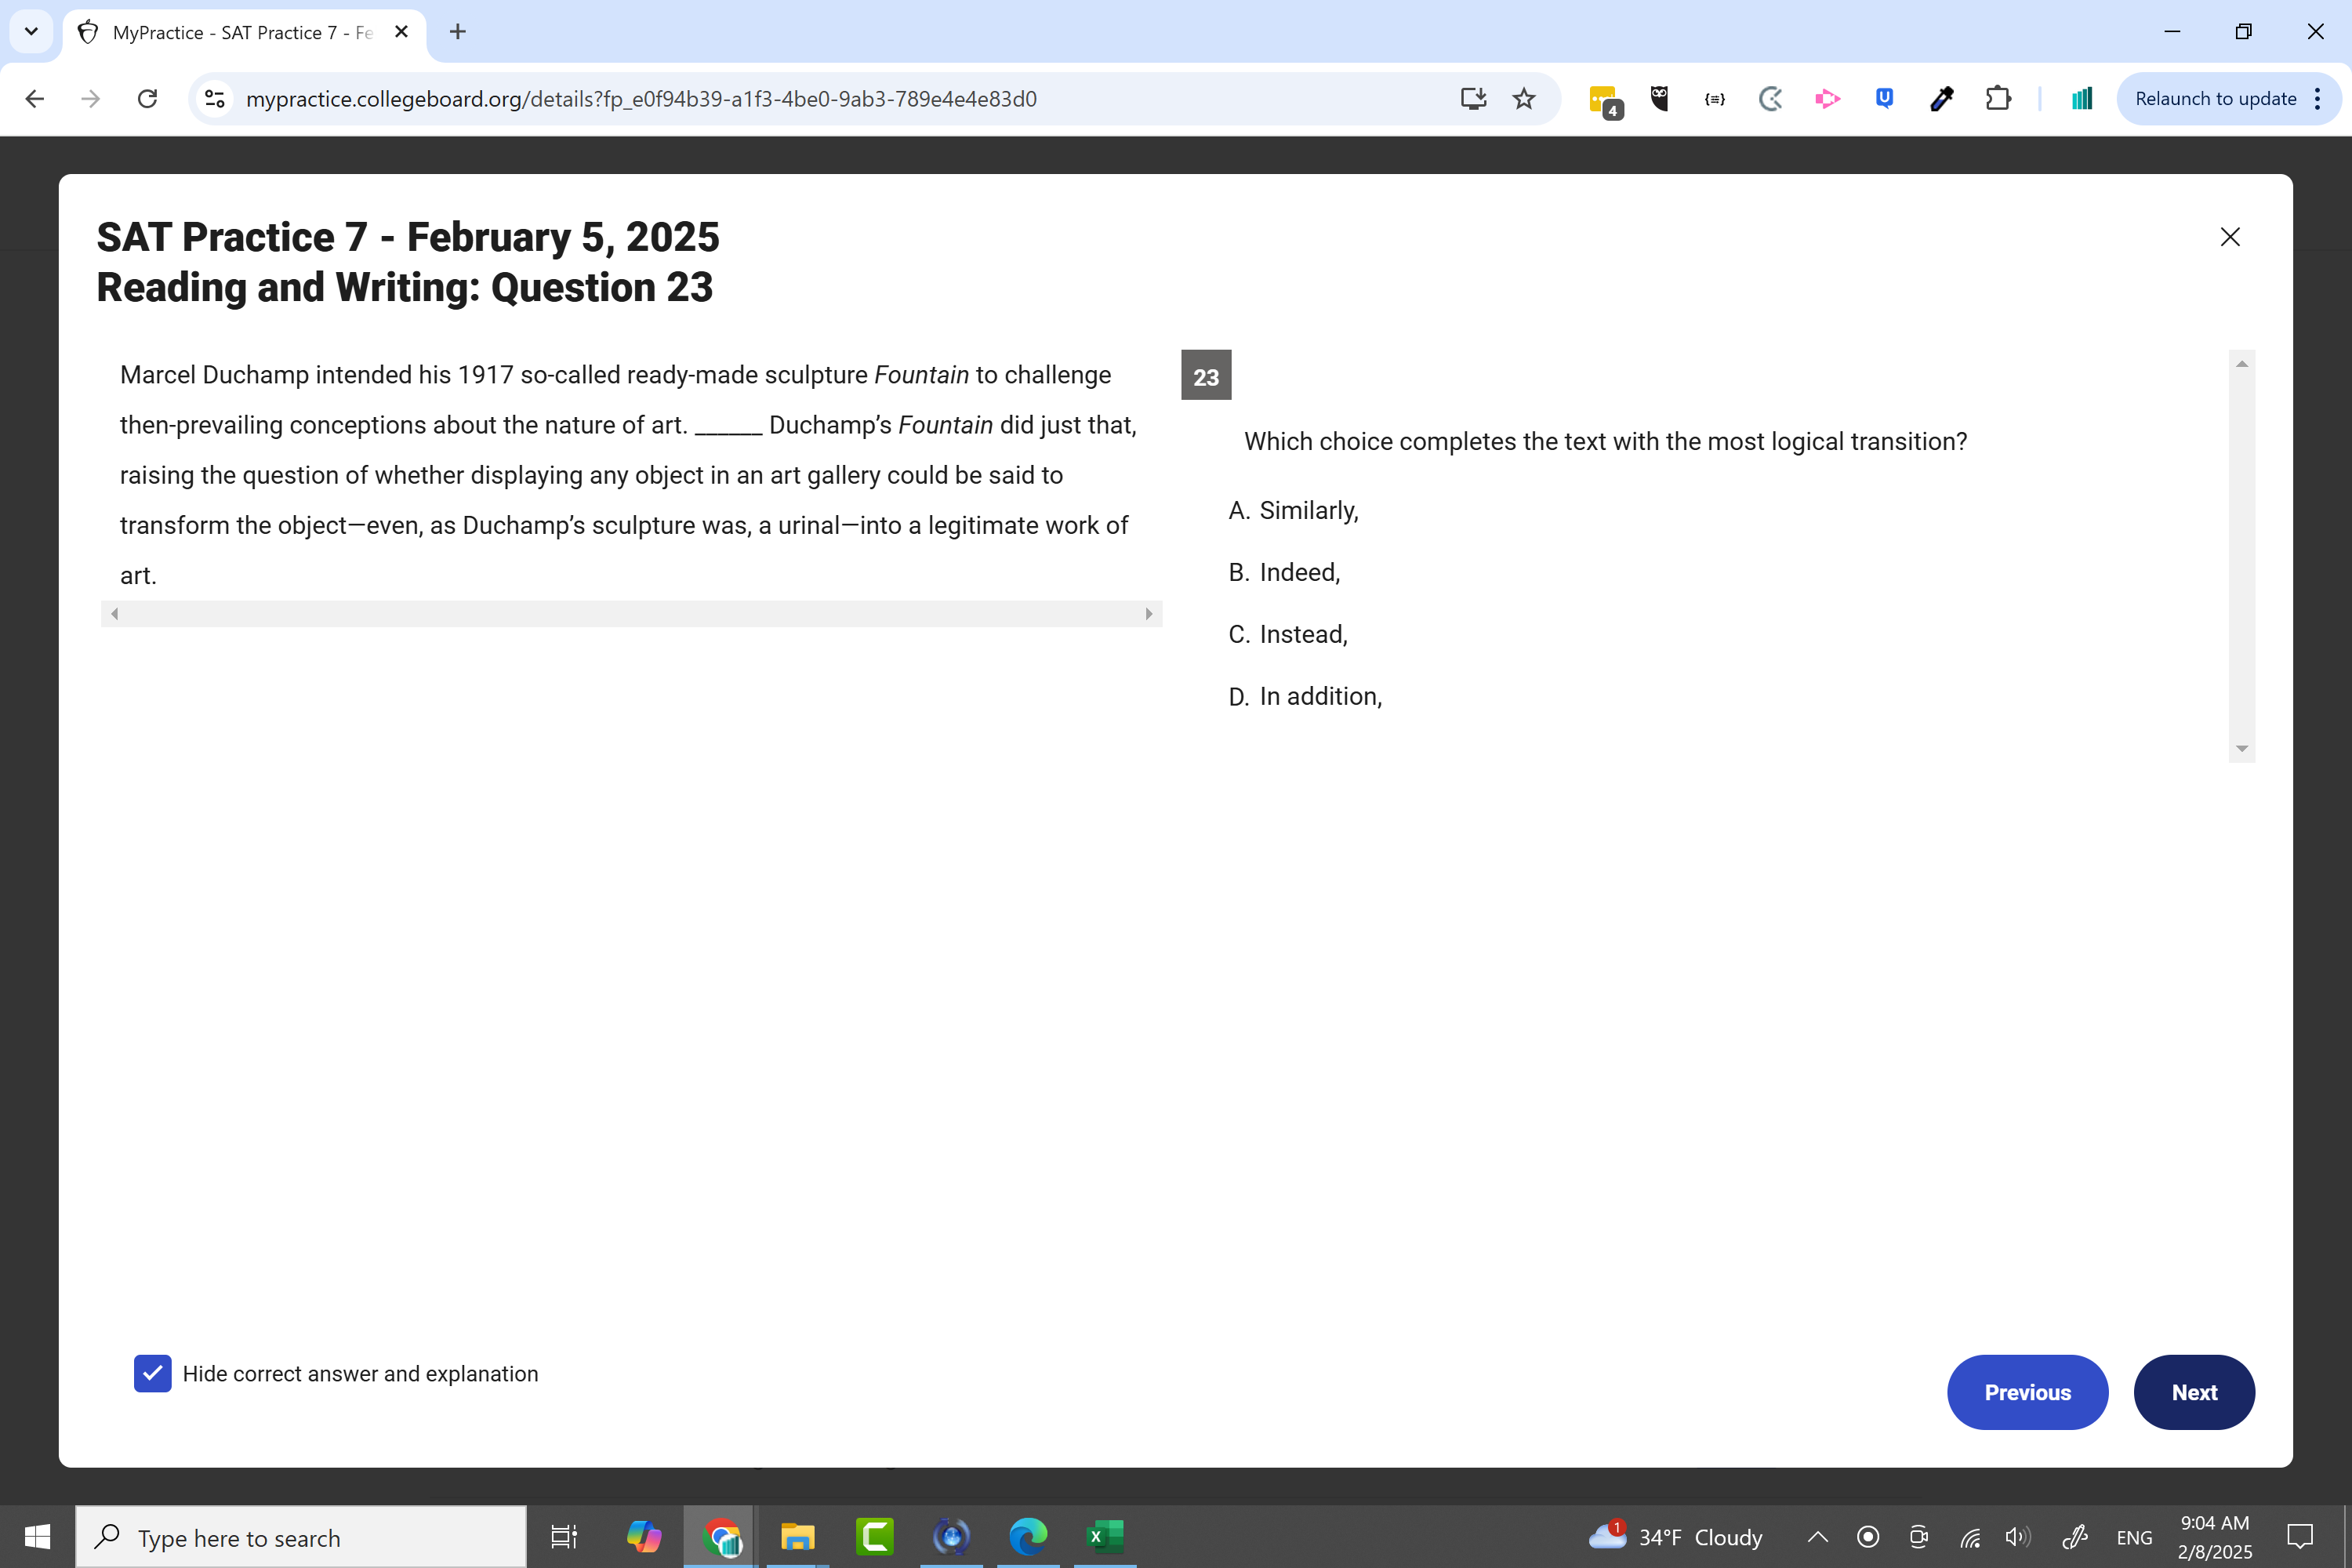 MyPractice - SAT Practice 7 - Fe
mypractice.collegeboard.org/details?fp_e0f94b39-a1f3-4be0-9ab3-789e4e4e83d0
4
Relaunch to update
SAT Practice 7 - February 5, 2025
Reading and Writing: Question 23
Marcel Duchamp intended his 1917 so-called ready-made sculpture Fountain to challenge
then-prevailing conceptions about the nature of art. ______ Duchamp’s Fountain did just that,
raising the question of whether displaying any object in an art gallery could be said to
transform the object—even, as Duchamp’s sculpture was, a urinal—into a legitimate work of
art.
23
Which choice completes the text with the most logical transition?
A. Similarly,
B. Indeed,
C. Instead,
D. In addition,
Hide correct answer and explanation
Previous
Next
Type here to search
1
34°F Cloudy
ENG
9:04 AM
2/8/2025